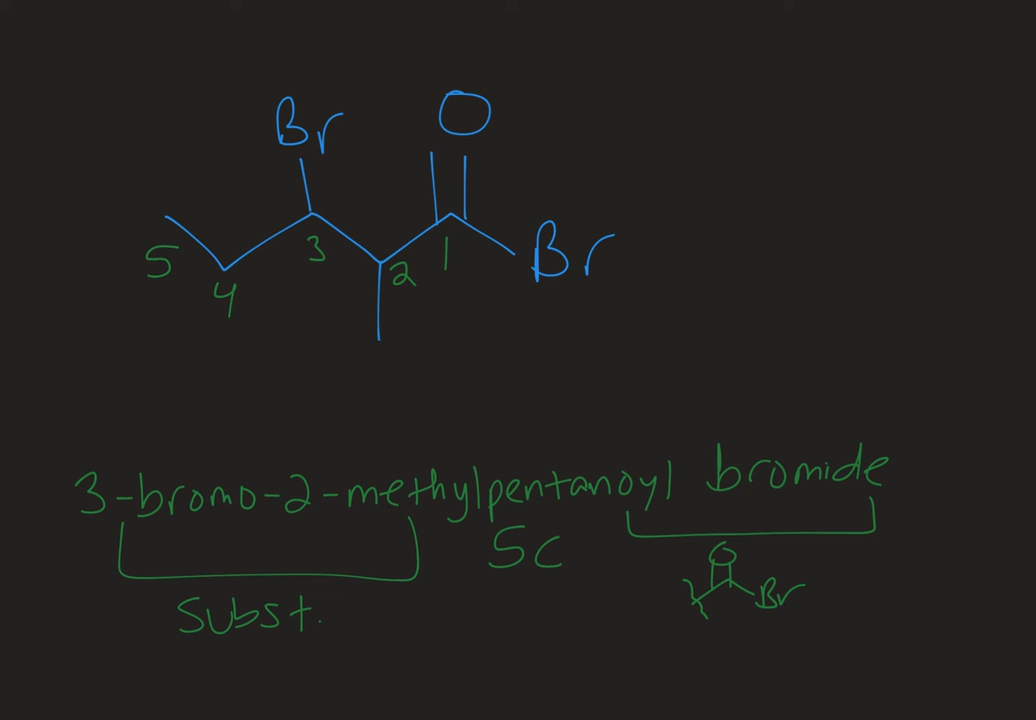 Br
O
Br
5
4
3
2
1
3-bromo-2-methylpentanoyl bromide
5C
subst.
O
Br